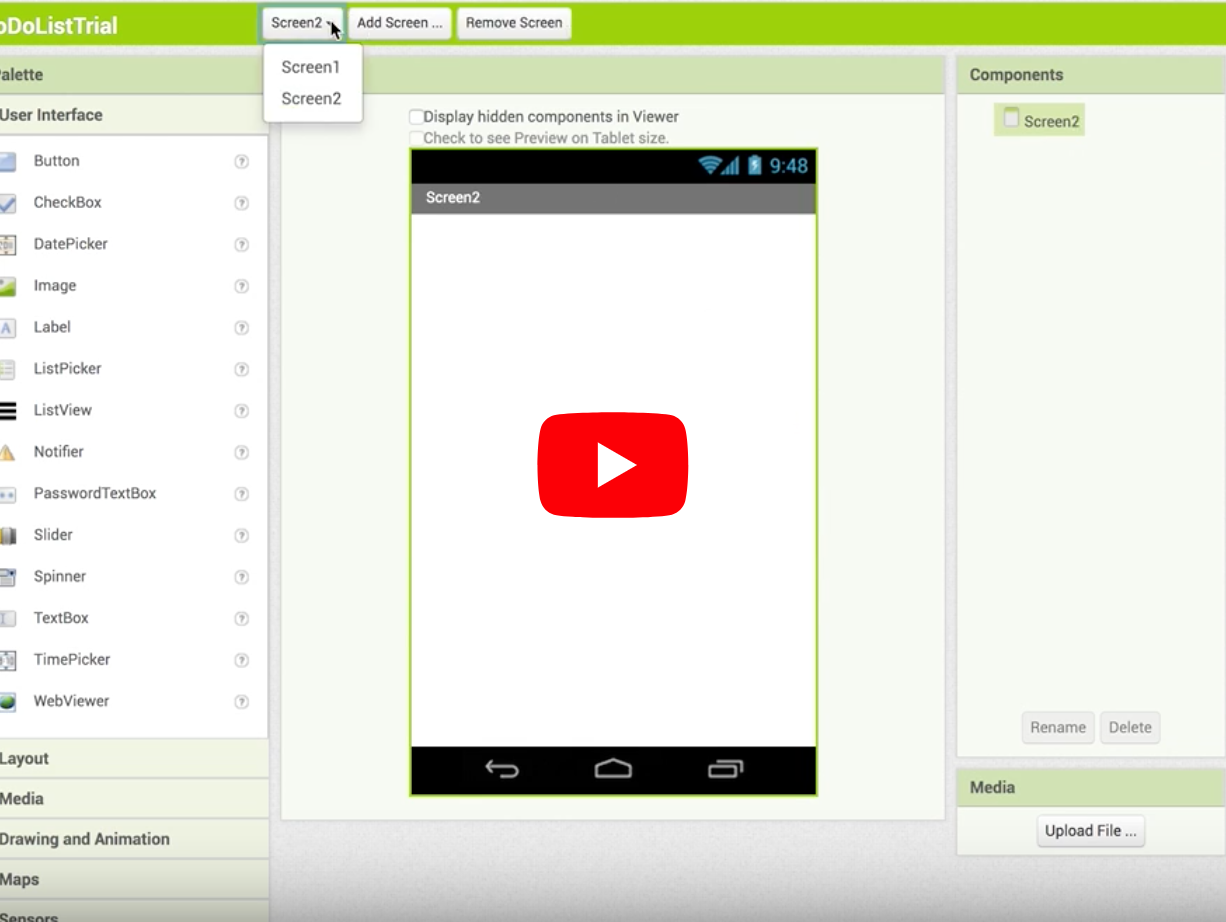 oDoListTrial
Screen2 Add Screen ... Remove Screen
Screen1
Screen2
alette
User Interface
Button ?
CheckBox ?
DatePicker ?
Image ?
Label ?
ListPicker ?
ListView ?
Notifier ?
PasswordTextBox ?
Slider ?
Spinner ?
TextBox ?
TimePicker ?
WebViewer ?
Layout
Media
Drawing and Animation
Maps
Sensors
Display hidden components in Viewer
Check to see Preview on Tablet size.
9:48
Screen2
Components
Screen2
Rename Delete
Media
Upload File ...